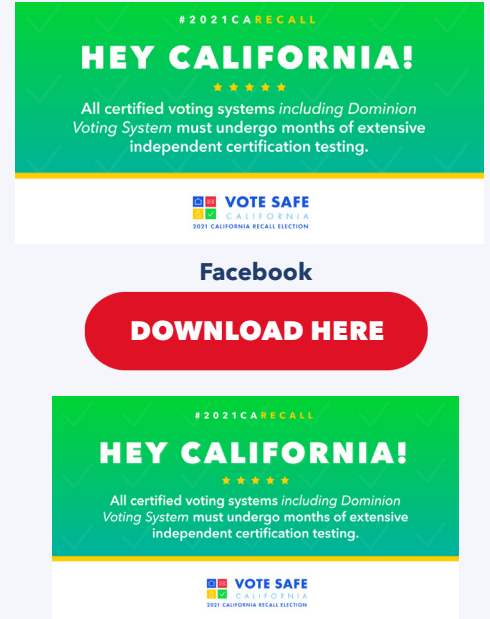 #2021CARECALL
HEY CALIFORNIA!
All certified voting systems including Dominion
Voting System must undergo months of extensive
independent certification testing.
VOTE SAFE
CALIFORNIA
2021 CALIFORNIA RECALL ELECTION
Facebook
DOWNLOAD HERE
#2021CARECALL
HEY CALIFORNIA!
All certified voting systems including Dominion
Voting System must undergo months of extensive
independent certification testing.
VOTE SAFE
CALIFORNIA
2021 CALIFORNIA RECALL ELECTION